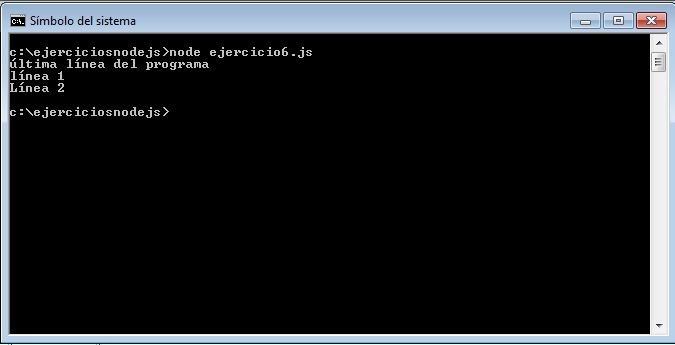 Símbolo del sistema
c:\ejerciciosnodejs>node ejercicio6.js
última línea del programa
línea 1
Línea 2
c:\ejerciciosnodejs>